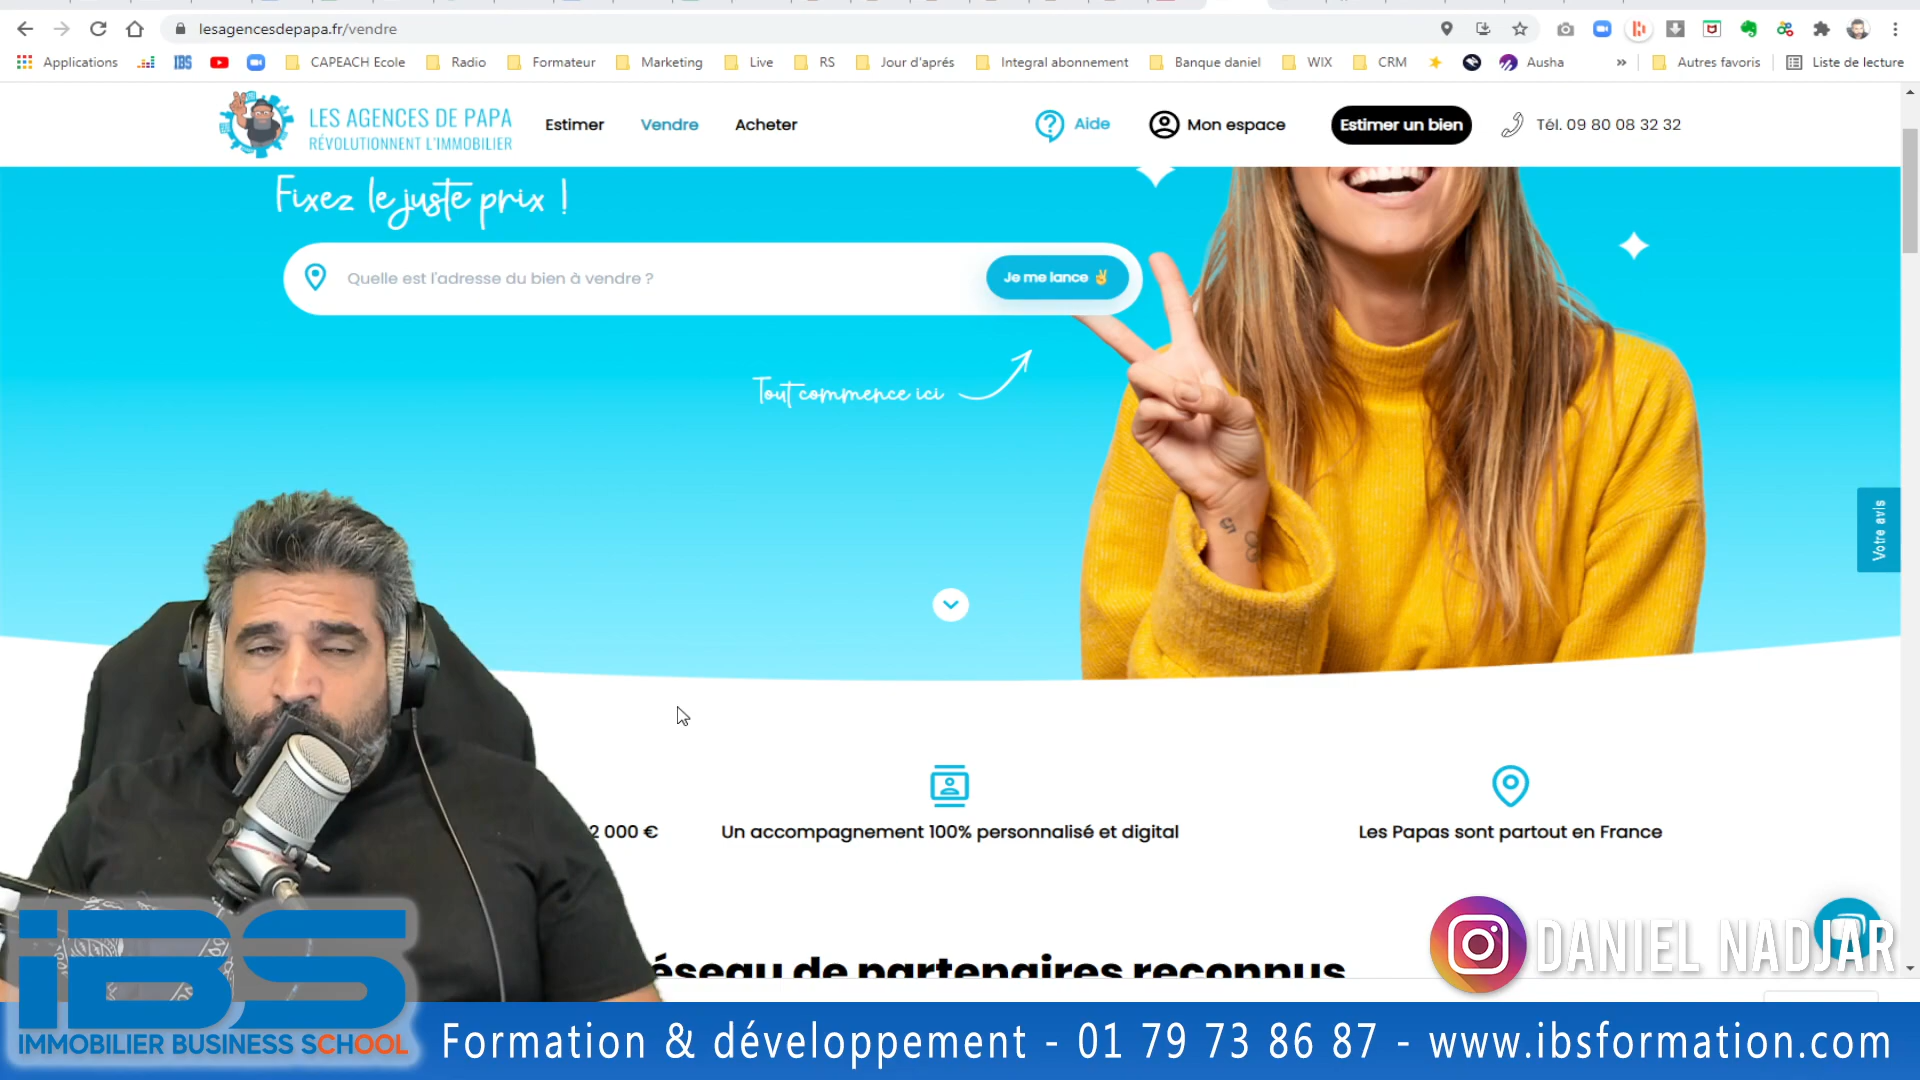 lesagencesdepapa.fr/vendre
Applications
IBS
CAPEACH Ecole
Radio
Formateur
Marketing
Live
RS
Jour d'aprés
Integral abonnement
Banque daniel
WIX
CRM
Ausha
»
Autres favoris
Liste de lecture
LES AGENCES DE PAPA
RÉVOLUTIONNENT L'IMMOBILIER
Estimer
Vendre
Acheter
Aide
Mon espace
Estimer un bien
Tél. 09 80 08 32 32
Fixez le juste prix !
Quelle est l'adresse du bien à vendre ?
Je me lance ✌
Tout commence ici
Votre avis
2 000 €
Un accompagnement 100% personnalisé et digital
Les Papas sont partout en France
éseau de partenaires reconnus
DANIEL NADJAR
iBS
IMMOBILIER BUSINESS SCHOOL
Formation & développement - 01 79 73 86 87 - www.ibsformation.com